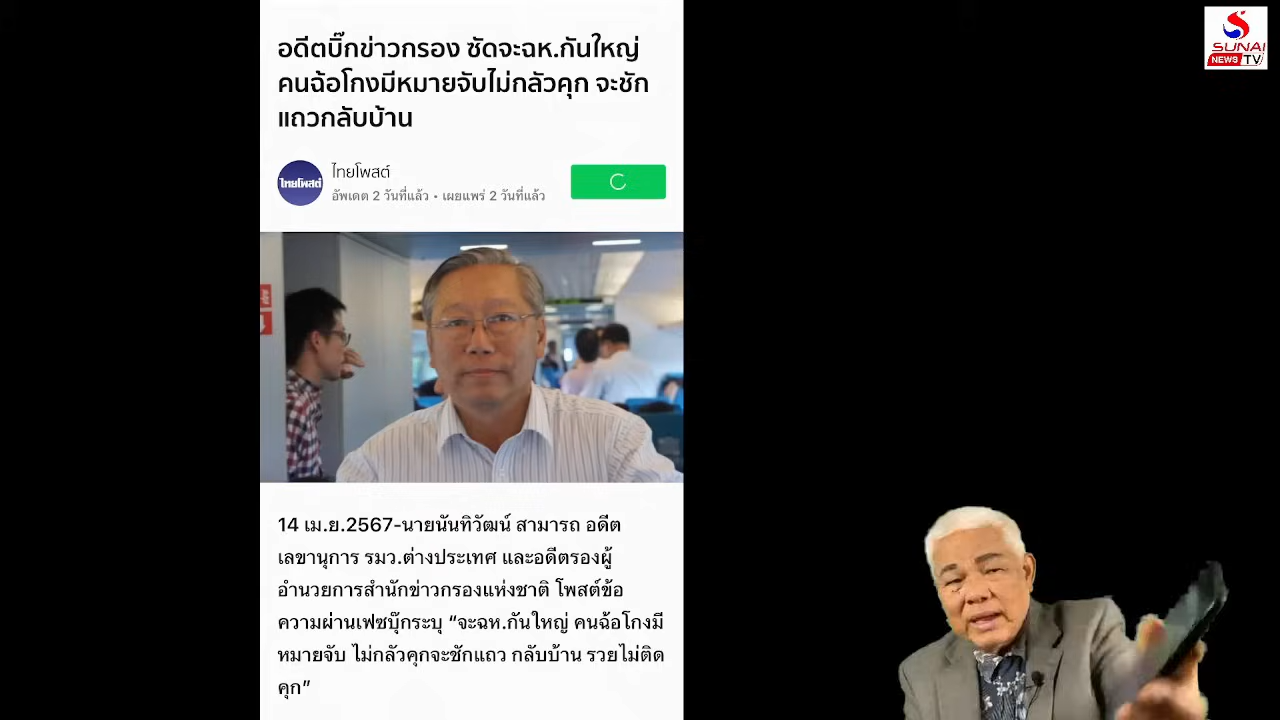 อดีตบิ๊กข่าวกรอง ซัดจะฉห.กันใหญ่
คนฉ้อโกงมีหมายจับไม่กลัวคุก จะชัก
แถวกลับบ้าน
ไทยโพสต์
ไทยโพสต์
อัพเดต 2 วันที่แล้ว • เผยแพร่ 2 วันที่แล้ว
14 เม.ย.2567-นายนันทิวัฒน์ สามารถ อดีต
เลขานุการ รมว.ต่างประเทศ และอดีตรองผู้
อำนวยการสำนักข่าวกรองแห่งชาติ โพสต์ข้อ
ความผ่านเฟซบุ๊กระบุ “จะฉห.กันใหญ่ คนฉ้อโกงมี
หมายจับ ไม่กลัวคุกจะชักแถว กลับบ้าน รวยไม่ติด
คุก”
SUNAI
NEWS TV